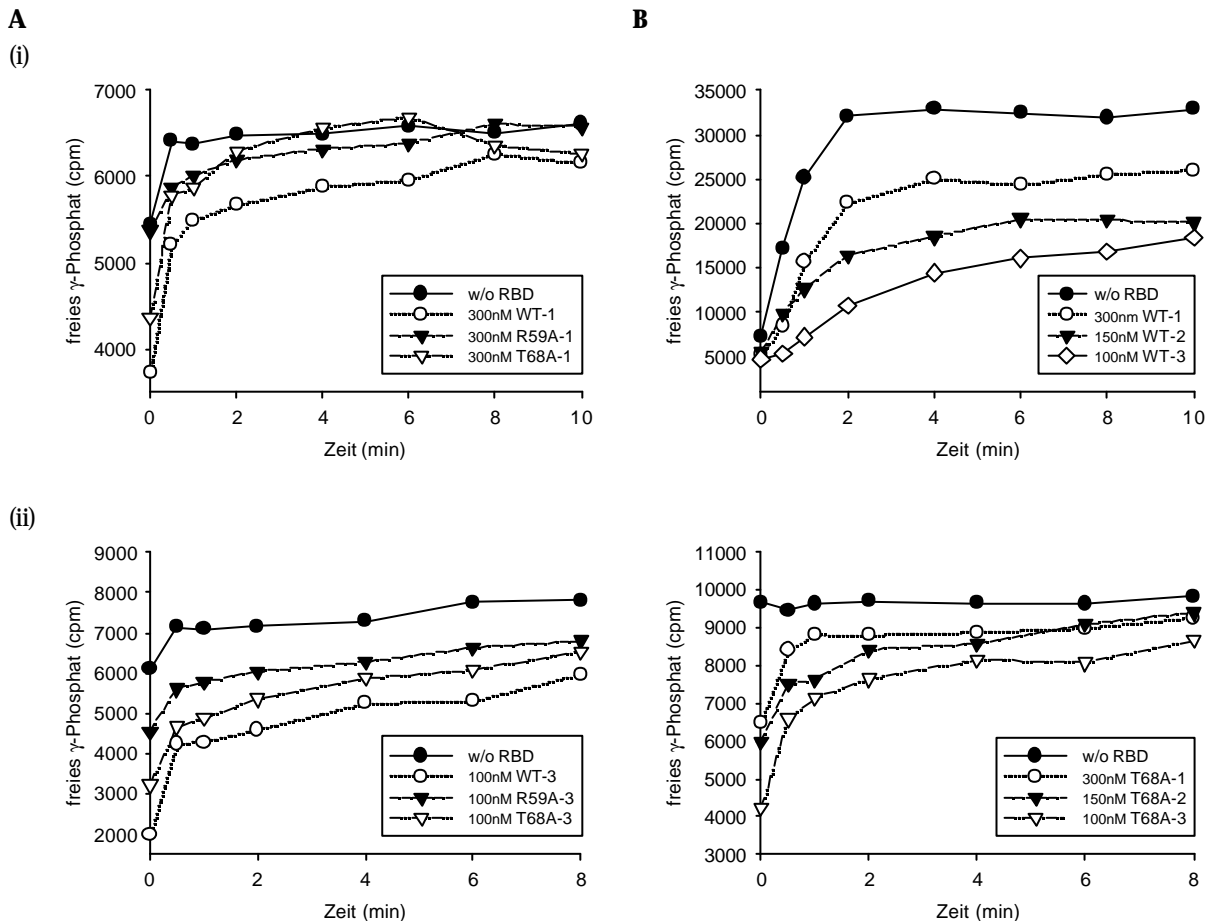 A
(i)
freies γ-Phosphat (cpm)
7000
6000
5000
4000
w/o RBD
300nM WT-1
300nM R59A-1
300nM T68A-1
0 2 4 6 8 10
Zeit (min)
B
freies γ-Phosphat (cpm)
35000
30000
25000
20000
15000
10000
5000
w/o RBD
300nm WT-1
150nM WT-2
100nM WT-3
0 2 4 6 8 10
Zeit (min)
(ii)
freies γ-Phosphat (cpm)
9000
8000
7000
6000
5000
4000
3000
2000
w/o RBD
100nM WT-3
100nM R59A-3
100nM T68A-3
0 2 4 6 8
Zeit (min)
freies γ-Phosphat (cpm)
11000
10000
9000
8000
7000
6000
5000
4000
3000
w/o RBD
300nM T68A-1
150nM T68A-2
100nM T68A-3
0 2 4 6 8
Zeit (min)